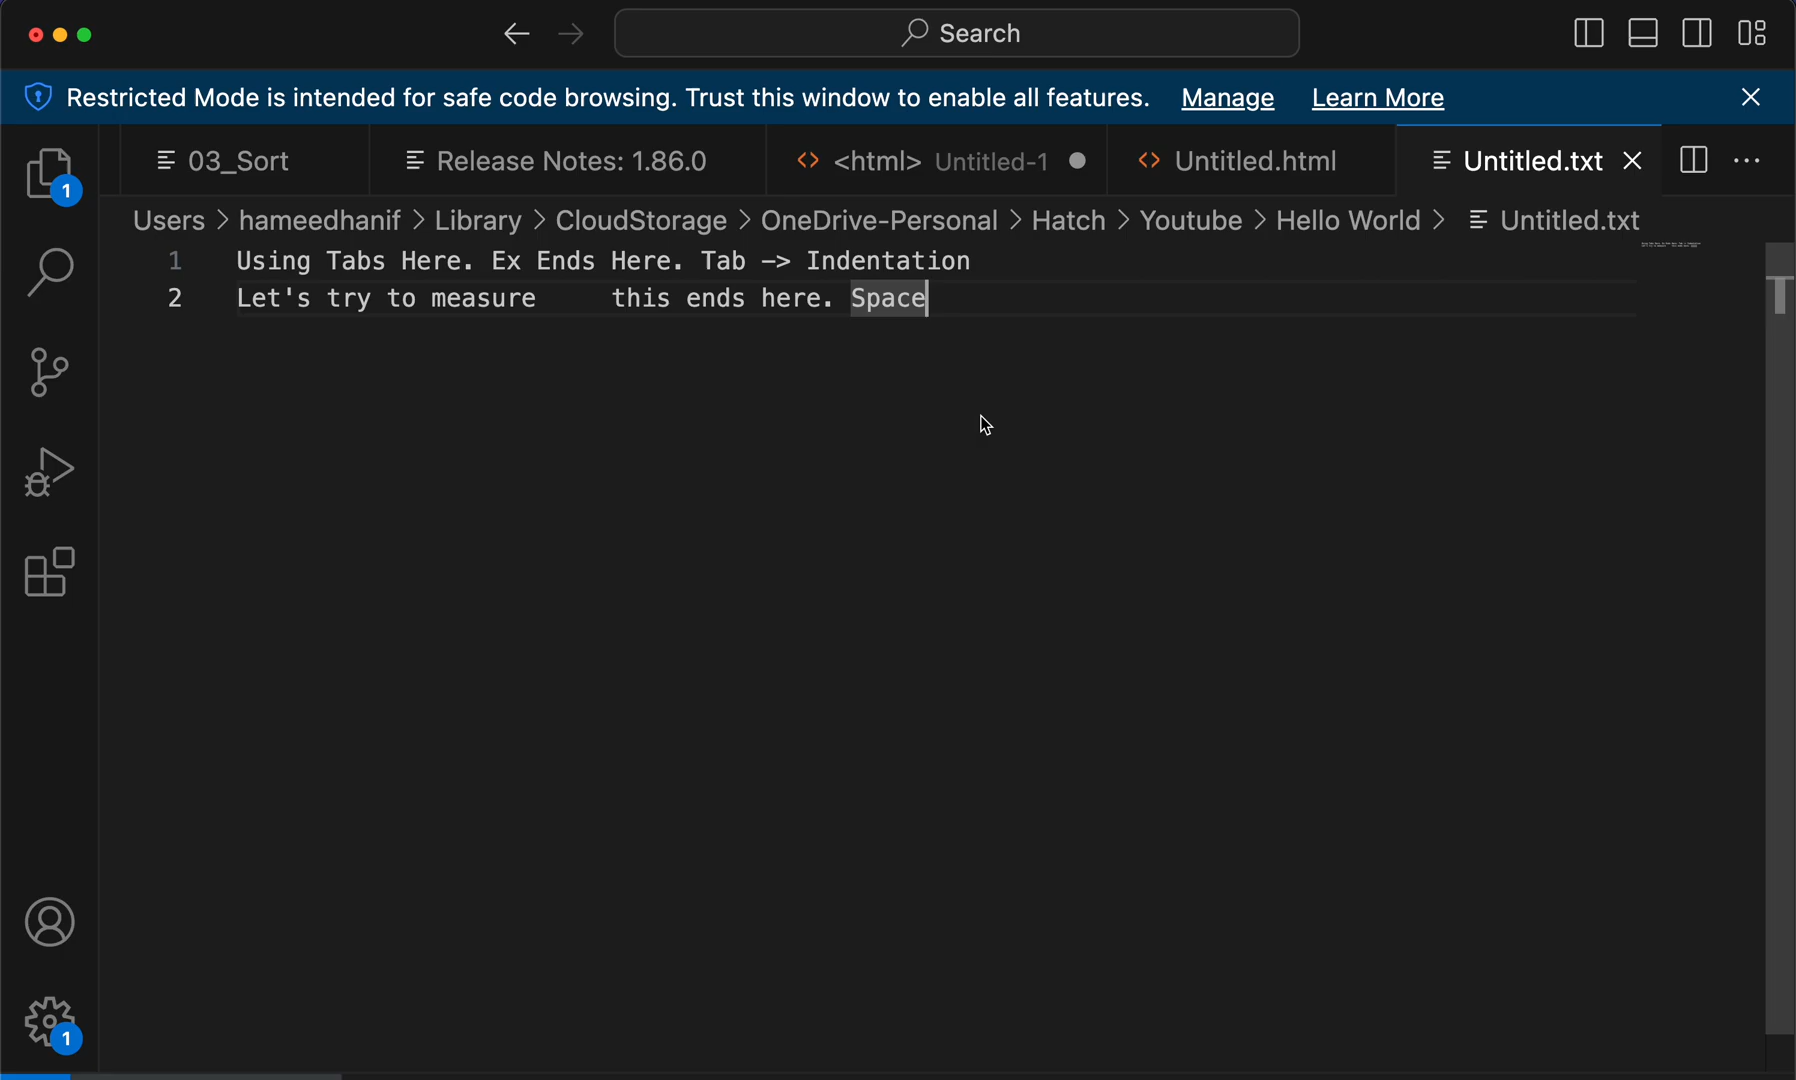 Search
Restricted Mode is intended for safe code browsing. Trust this window to enable all features. Manage Learn More
1
03_Sort
Release Notes: 1.86.0
<html> Untitled-1
Untitled.html
Untitled.txt
Users > hameedhanif > Library > CloudStorage > OneDrive-Personal > Hatch > Youtube > Hello World > Untitled.txt
1 Using Tabs Here. Ex Ends Here. Tab -> Indentation
2 Let's try to measure     this ends here. Space
1